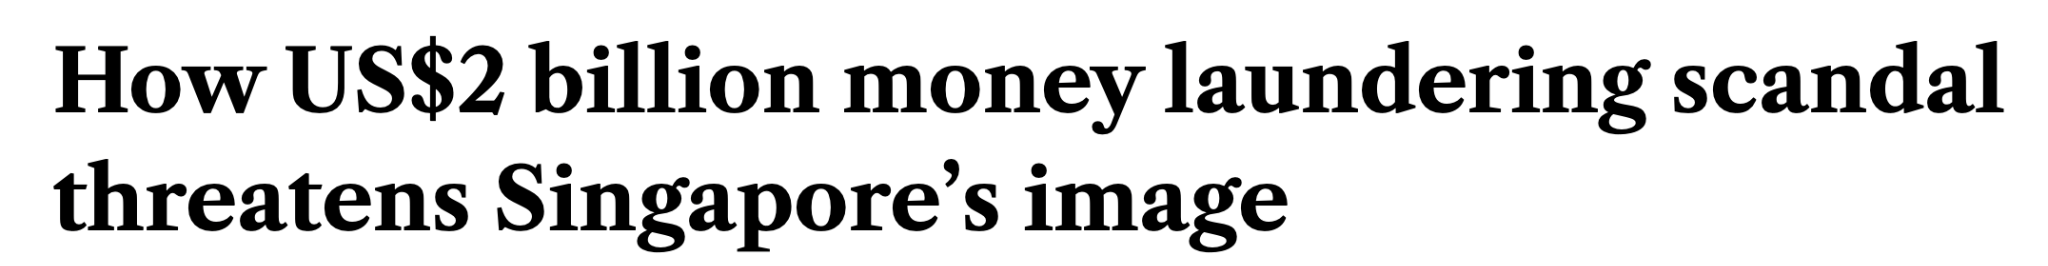 How US$2 billion money laundering scandal
threatens Singapore’s image